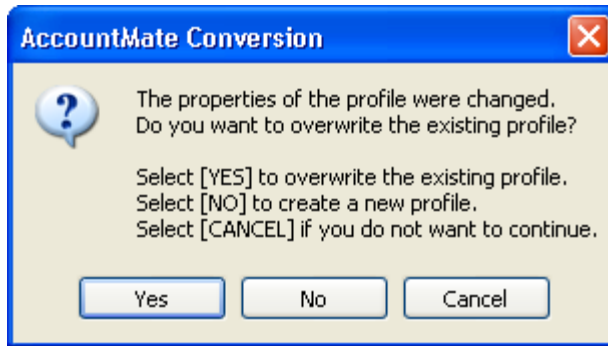 AccountMate Conversion
The properties of the profile were changed.
Do you want to overwrite the existing profile?
Select [YES] to overwrite the existing profile.
Select [NO] to create a new profile.
Select [CANCEL] if you do not want to continue.
Yes No Cancel